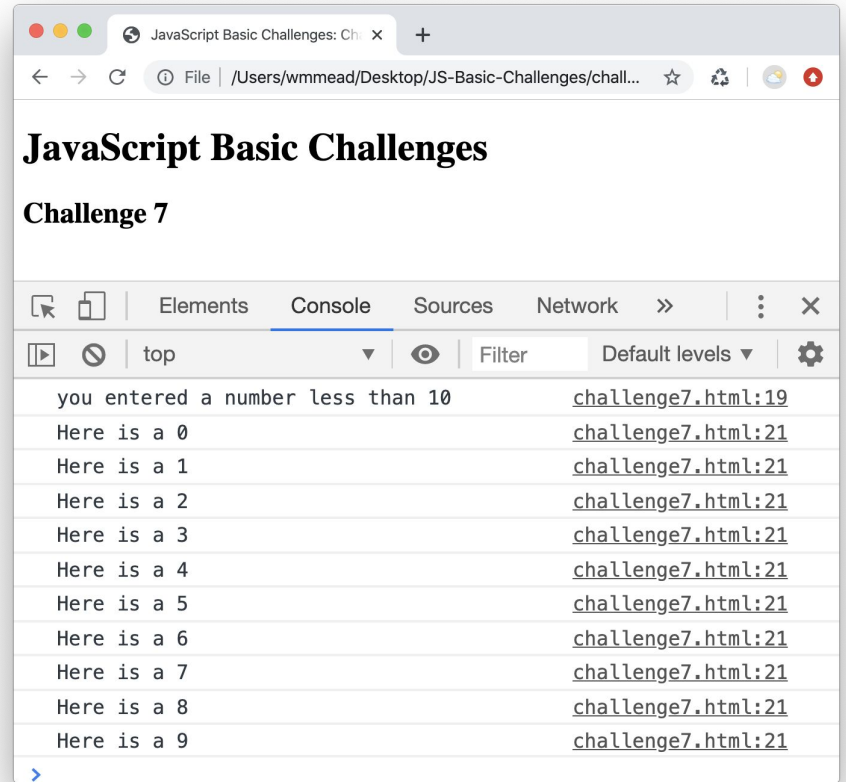 JavaScript Basic Challenges: Ch
File /Users/wmmead/Desktop/JS-Basic-Challenges/chall...
JavaScript Basic Challenges
Challenge 7
Elements Console Sources Network
top Filter Default levels
you entered a number less than 10 challenge7.html:19
Here is a 0 challenge7.html:21
Here is a 1 challenge7.html:21
Here is a 2 challenge7.html:21
Here is a 3 challenge7.html:21
Here is a 4 challenge7.html:21
Here is a 5 challenge7.html:21
Here is a 6 challenge7.html:21
Here is a 7 challenge7.html:21
Here is a 8 challenge7.html:21
Here is a 9 challenge7.html:21